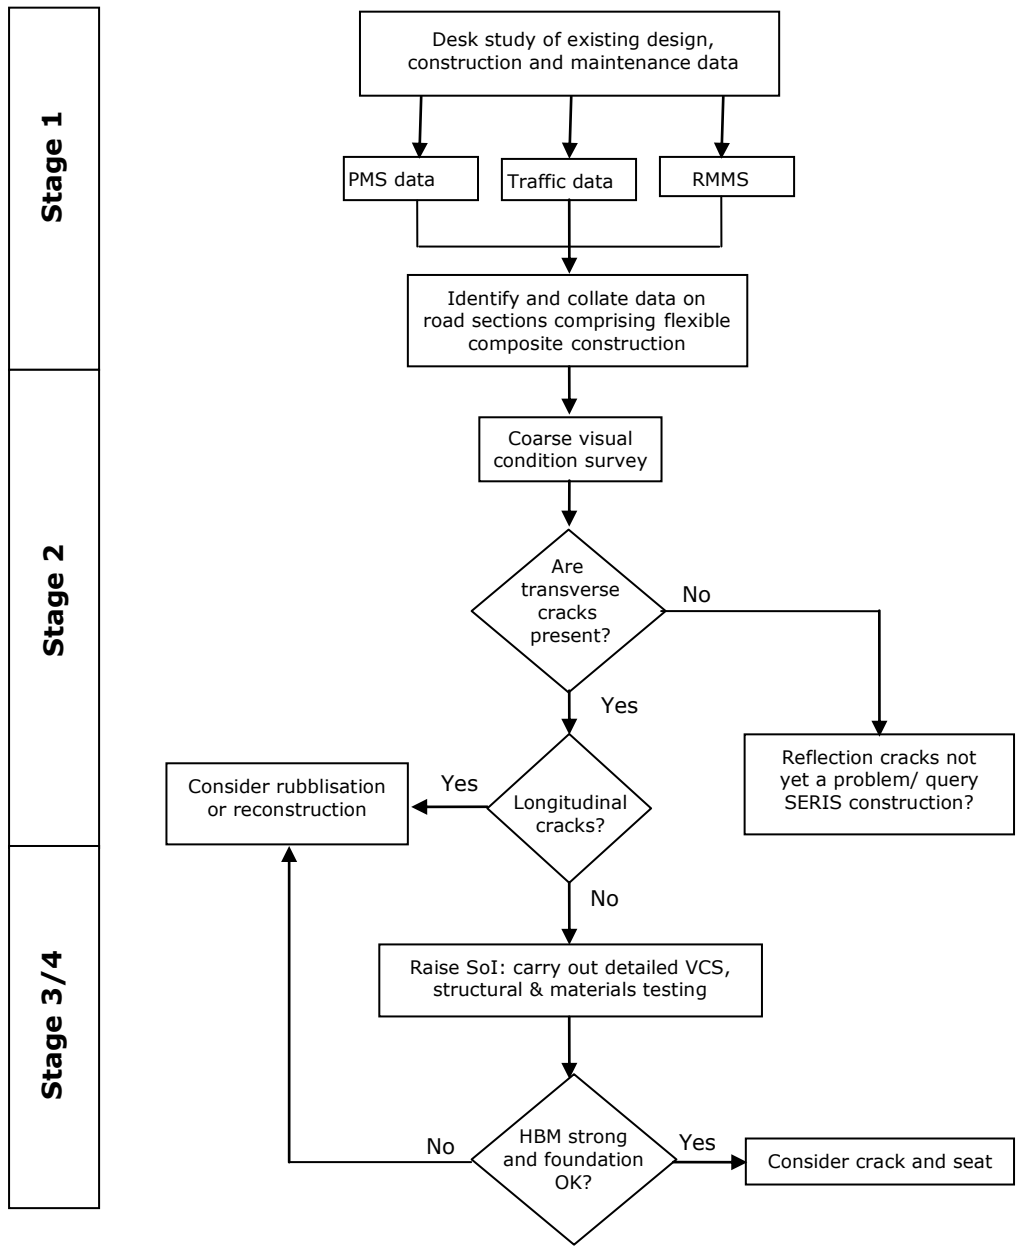 Stage 1
Desk study of existing design,
construction and maintenance data
PMS data
Traffic data
RMMS
Identify and collate data on
road sections comprising flexible
composite construction
Stage 2
Coarse visual
condition survey
Are
transverse
cracks
present?
No
Yes
Reflection cracks not
yet a problem/ query
SERIS construction?
Longitudinal
cracks?
Yes
Consider rubblisation
or reconstruction
No
Stage 3/4
Raise SoI: carry out detailed VCS,
structural & materials testing
HBM strong
and foundation
OK?
No
Yes
Consider crack and seat